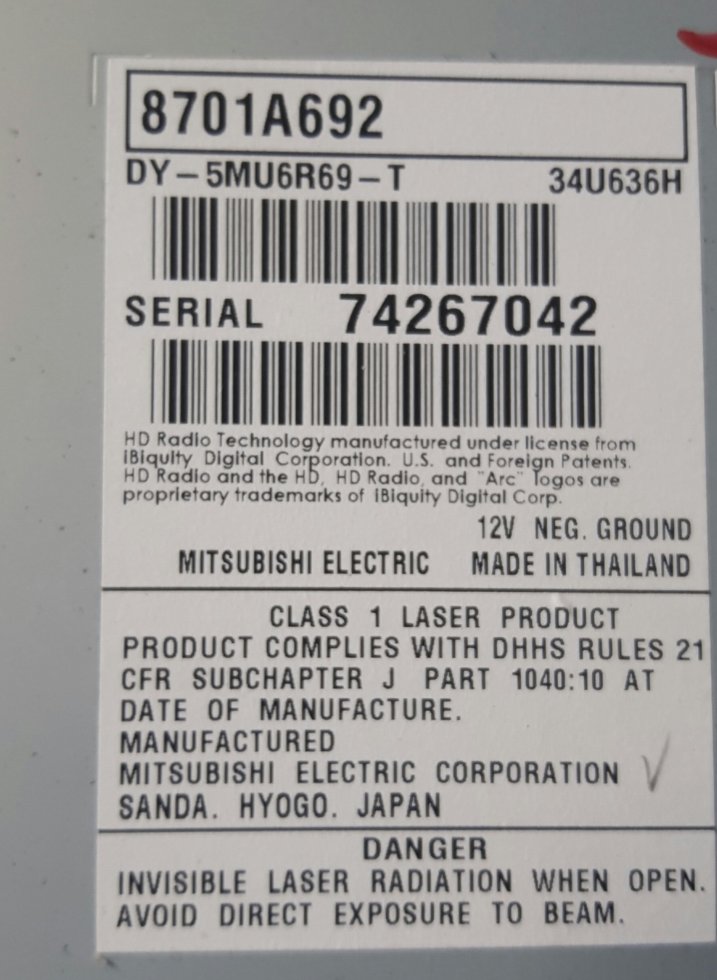 8701A692
DY-5MU6R69-T 34U636H
SERIAL 74267042
HD Radio Technology manufactured under license from
iBiquity Digital Corporation. U.S. and Foreign Patents.
HD Radio and the HD, HD Radio, and "Arc" logos are
proprietary trademarks of iBiquity Digital Corp.
12V NEG. GROUND
MITSUBISHI ELECTRIC MADE IN THAILAND
CLASS 1 LASER PRODUCT
PRODUCT COMPLIES WITH DHHS RULES 21
CFR SUBCHAPTER J PART 1040:10 AT
DATE OF MANUFACTURE.
MANUFACTURED
MITSUBISHI ELECTRIC CORPORATION
SANDA. HYOGO. JAPAN
DANGER
INVISIBLE LASER RADIATION WHEN OPEN.
AVOID DIRECT EXPOSURE TO BEAM.